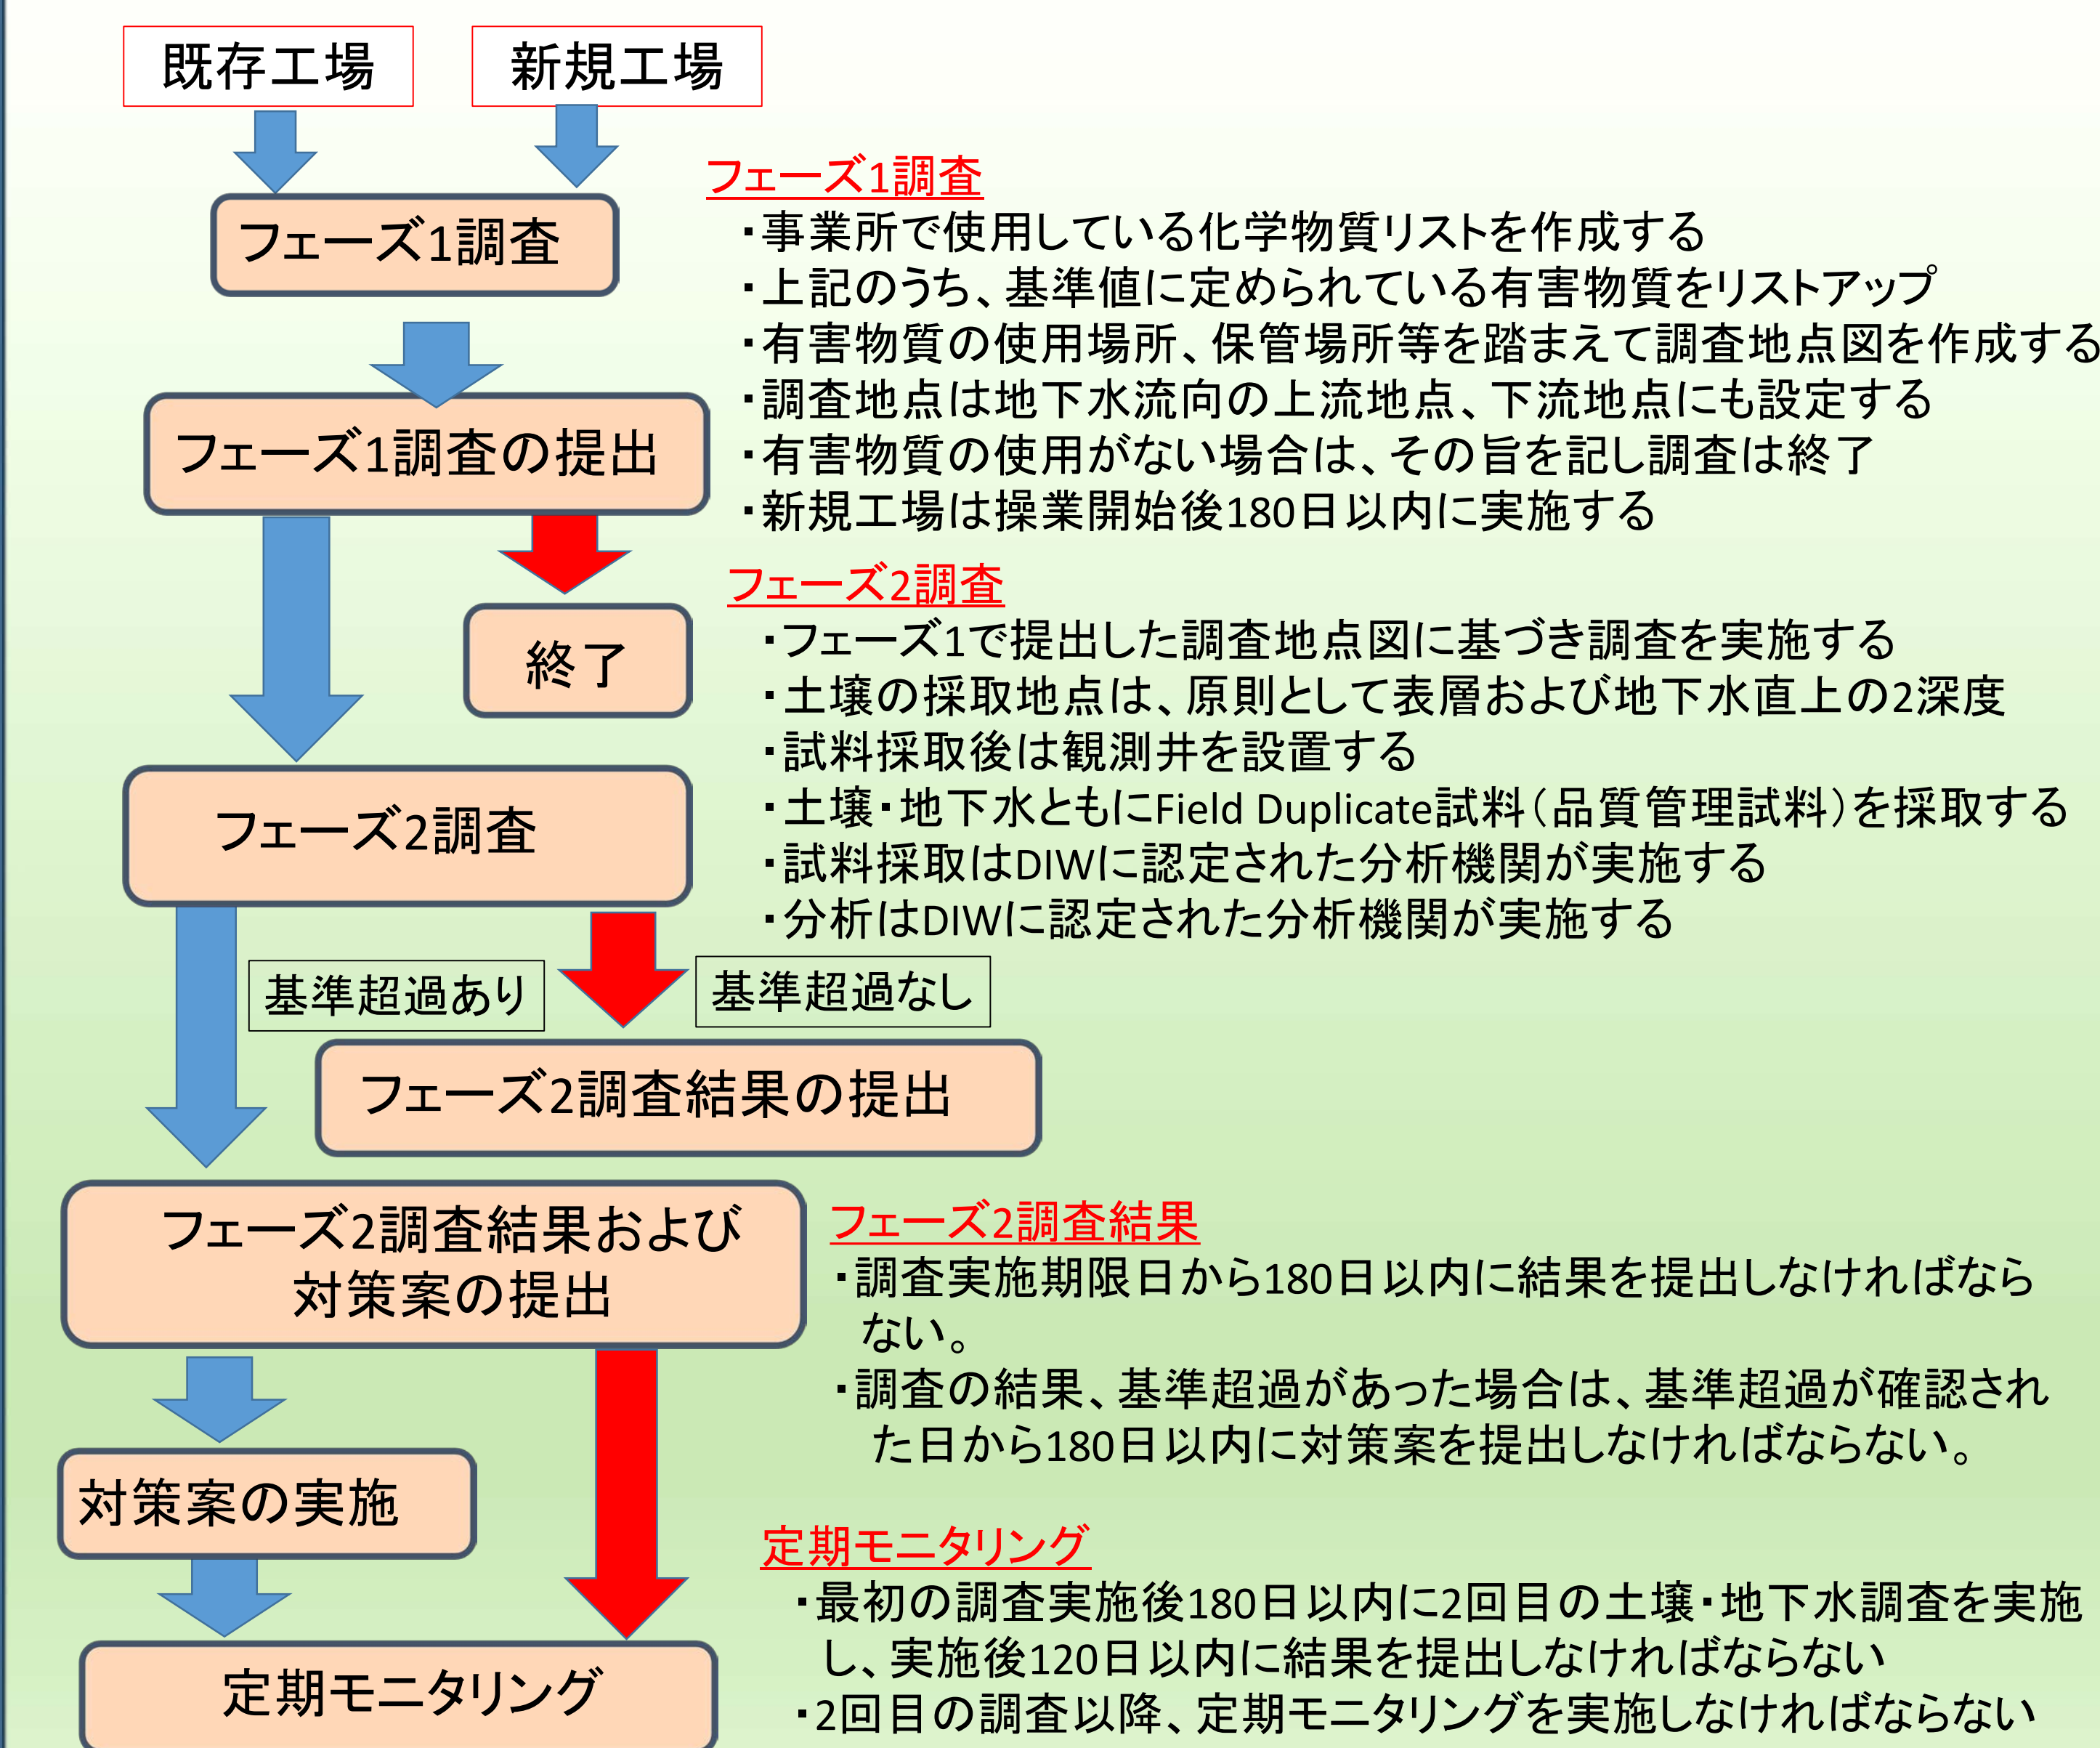 既存工場
新規工場
フェーズ1調査
フェーズ1調査の提出
終了
フェーズ2調査
基準超過あり
基準超過なし
フェーズ2調査結果の提出
フェーズ2調査結果および
対策案の提出
対策案の実施
定期モニタリング
フェーズ1調査
・事業所で使用している化学物質リストを作成する
・上記のうち、基準値に定められている有害物質をリストアップ
・有害物質の使用場所、保管場所等を踏まえて調査地点図を作成する
・調査地点は地下水流向の上流地点、下流地点にも設定する
・有害物質の使用がない場合は、その旨を記し調査は終了
・新規工場は操業開始後180日以内に実施する
フェーズ2調査
・フェーズ1で提出した調査地点図に基づき調査を実施する
・土壌の採取地点は、原則として表層および地下水直上の2深度
・試料採取後は観測井を設置する
・土壌・地下水ともにField Duplicate試料(品質管理試料)を採取する
・試料採取はDIWに認定された分析機関が実施する
・分析はDIWに認定された分析機関が実施する
フェーズ2調査結果
・調査実施期限日から180日以内に結果を提出しなければなら
ない。
・調査の結果、基準超過があった場合は、基準超過が確認され
た日から180日以内に対策案を提出しなければならない。
定期モニタリング
・最初の調査実施後180日以内に2回目の土壌・地下水調査を実施
し、実施後120日以内に結果を提出しなければならない
・2回目の調査以降、定期モニタリングを実施しなければならない